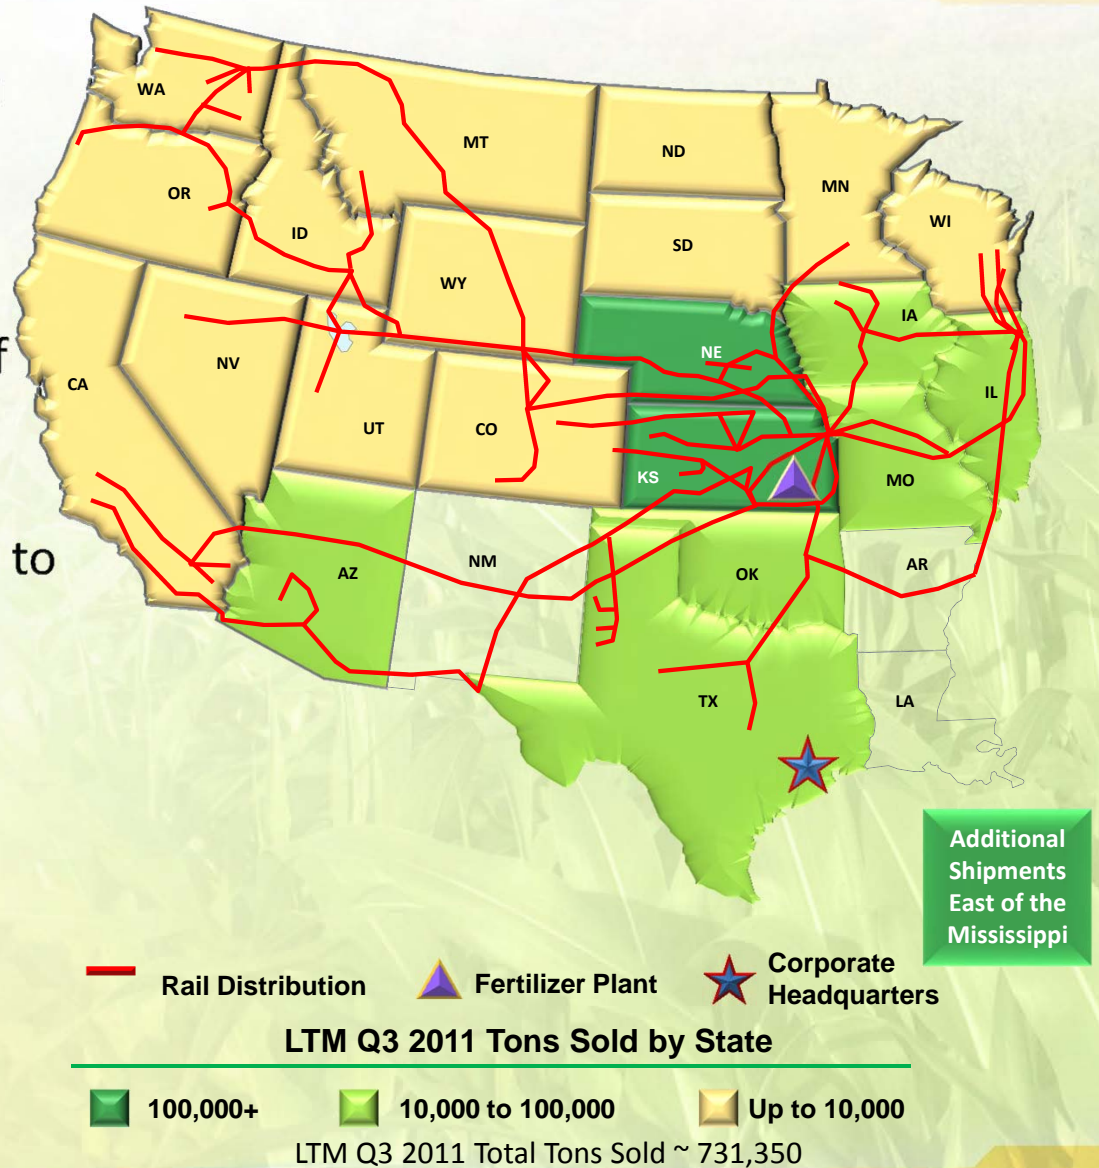 WA
MT
ND
MN
OR
WI
ID
SD
WY
IA
f
NE
NV
CA
IL
UT
CO
KS
MO
to
NM
AR
AZ
OK
TX
LA
Additional
Shipments
East of the
Mississippi
Rail Distribution
Fertilizer Plant
Corporate
Headquarters
LTM Q3 2011 Tons Sold by State
100,000+
10,000 to 100,000
Up to 10,000
LTM Q3 2011 Total Tons Sold ~ 731,350